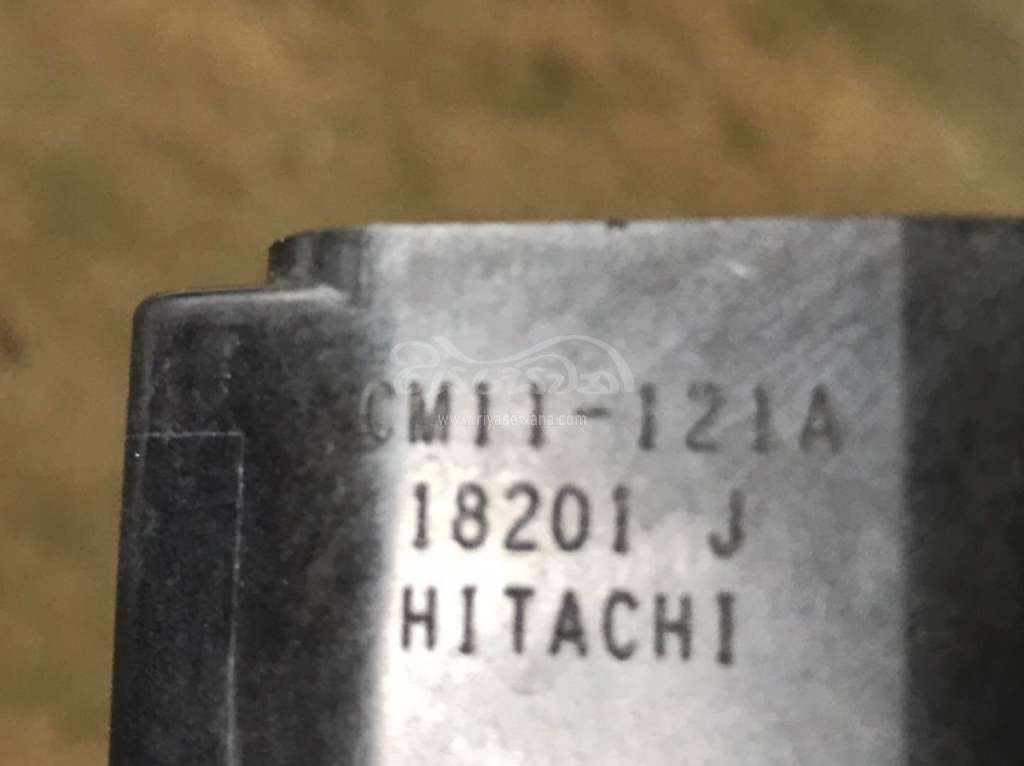 CM11-121A
www.riyasewana.com
18201 J
HITACHI